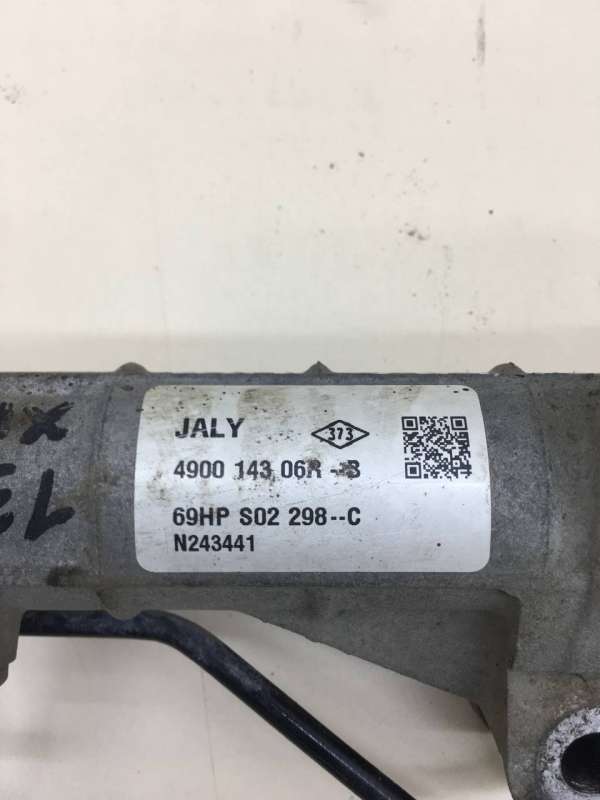 JALY
373
4900 143 06R--B
69HP S02 298--C
N243441